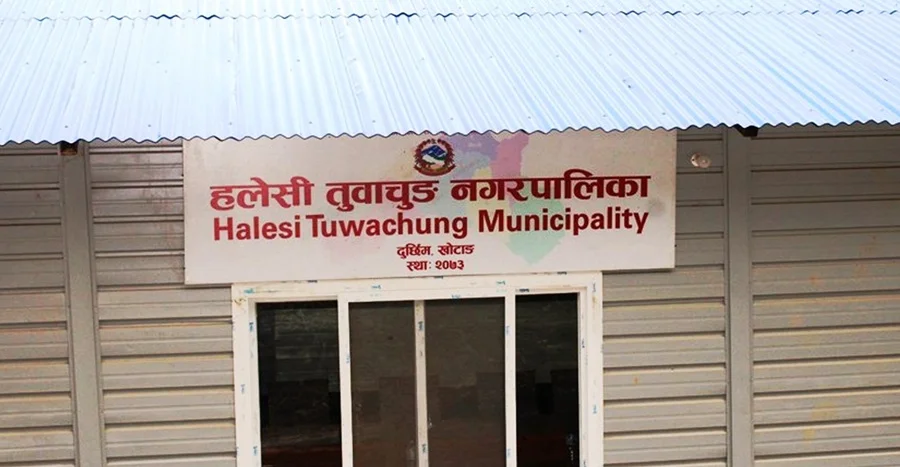 हलेसी तुवाचुङ नगरपालिका
Halesi Tuwachung Municipality
दुर्छिम, खोटाङ
स्था: २०७३